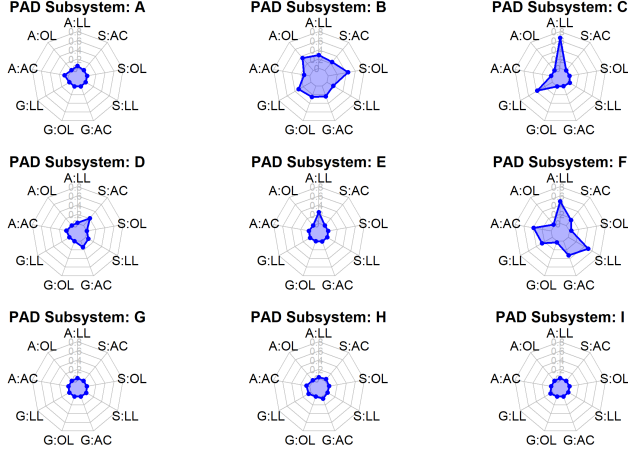 PAD Subsystem: A
A:LL
A:OL
S:AC
A:AC
S:OL
G:LL
S:LL
G:OL
G:AC
PAD Subsystem: B
A:LL
A:OL
S:AC
A:AC
S:OL
G:LL
S:LL
G:OL
G:AC
PAD Subsystem: C
A:LL
A:OL
S:AC
A:AC
S:OL
G:LL
S:LL
G:OL
G:AC
PAD Subsystem: D
A:LL
A:OL
S:AC
A:AC
S:OL
G:LL
S:LL
G:OL
G:AC
PAD Subsystem: E
A:LL
A:OL
S:AC
A:AC
S:OL
G:LL
S:LL
G:OL
G:AC
PAD Subsystem: F
A:LL
A:OL
S:AC
A:AC
S:OL
G:LL
S:LL
G:OL
G:AC
PAD Subsystem: G
A:LL
A:OL
S:AC
A:AC
S:OL
G:LL
S:LL
G:OL
G:AC
PAD Subsystem: H
A:LL
A:OL
S:AC
A:AC
S:OL
G:LL
S:LL
G:OL
G:AC
PAD Subsystem: I
A:LL
A:OL
S:AC
A:AC
S:OL
G:LL
S:LL
G:OL
G:AC